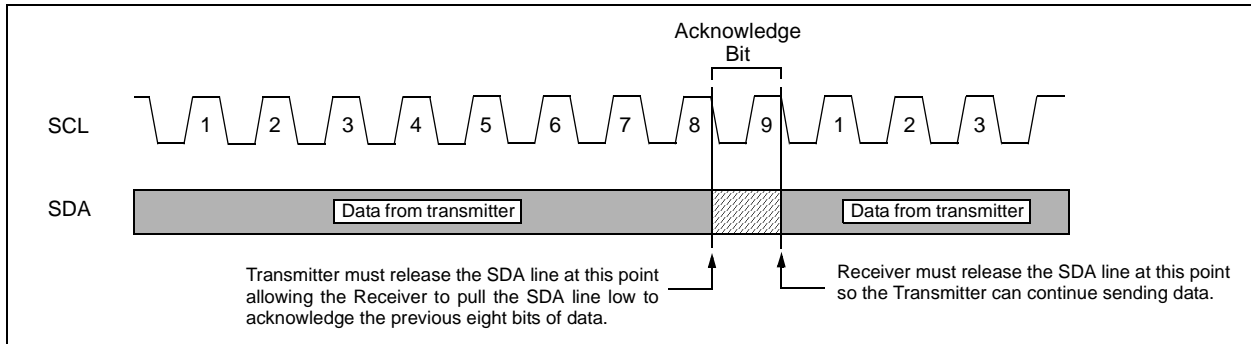 Acknowledge
Bit
SCL
1 2 3 4 5 6 7 8 9 1 2 3
SDA
Data from transmitter
Data from transmitter
Transmitter must release the SDA line at this point
allowing the Receiver to pull the SDA line low to
acknowledge the previous eight bits of data.
Receiver must release the SDA line at this point
so the Transmitter can continue sending data.